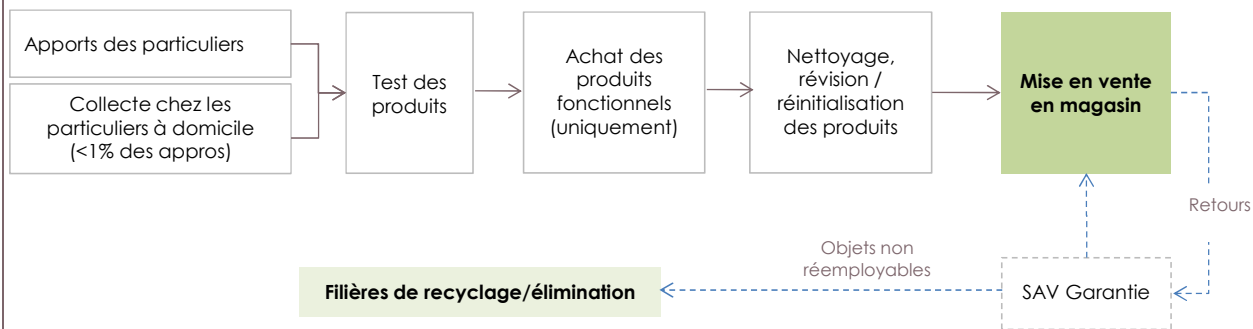 Apports des particuliers
Collecte chez les
particuliers à domicile
(<1% des appros)
Test des
produits
Achat des
produits
fonctionnels
(uniquement)
Nettoyage,
révision /
réinitialisation
des produits
Mise en vente
en magasin
Retours
Objets non
réemployables
Filières de recyclage/élimination
SAV Garantie